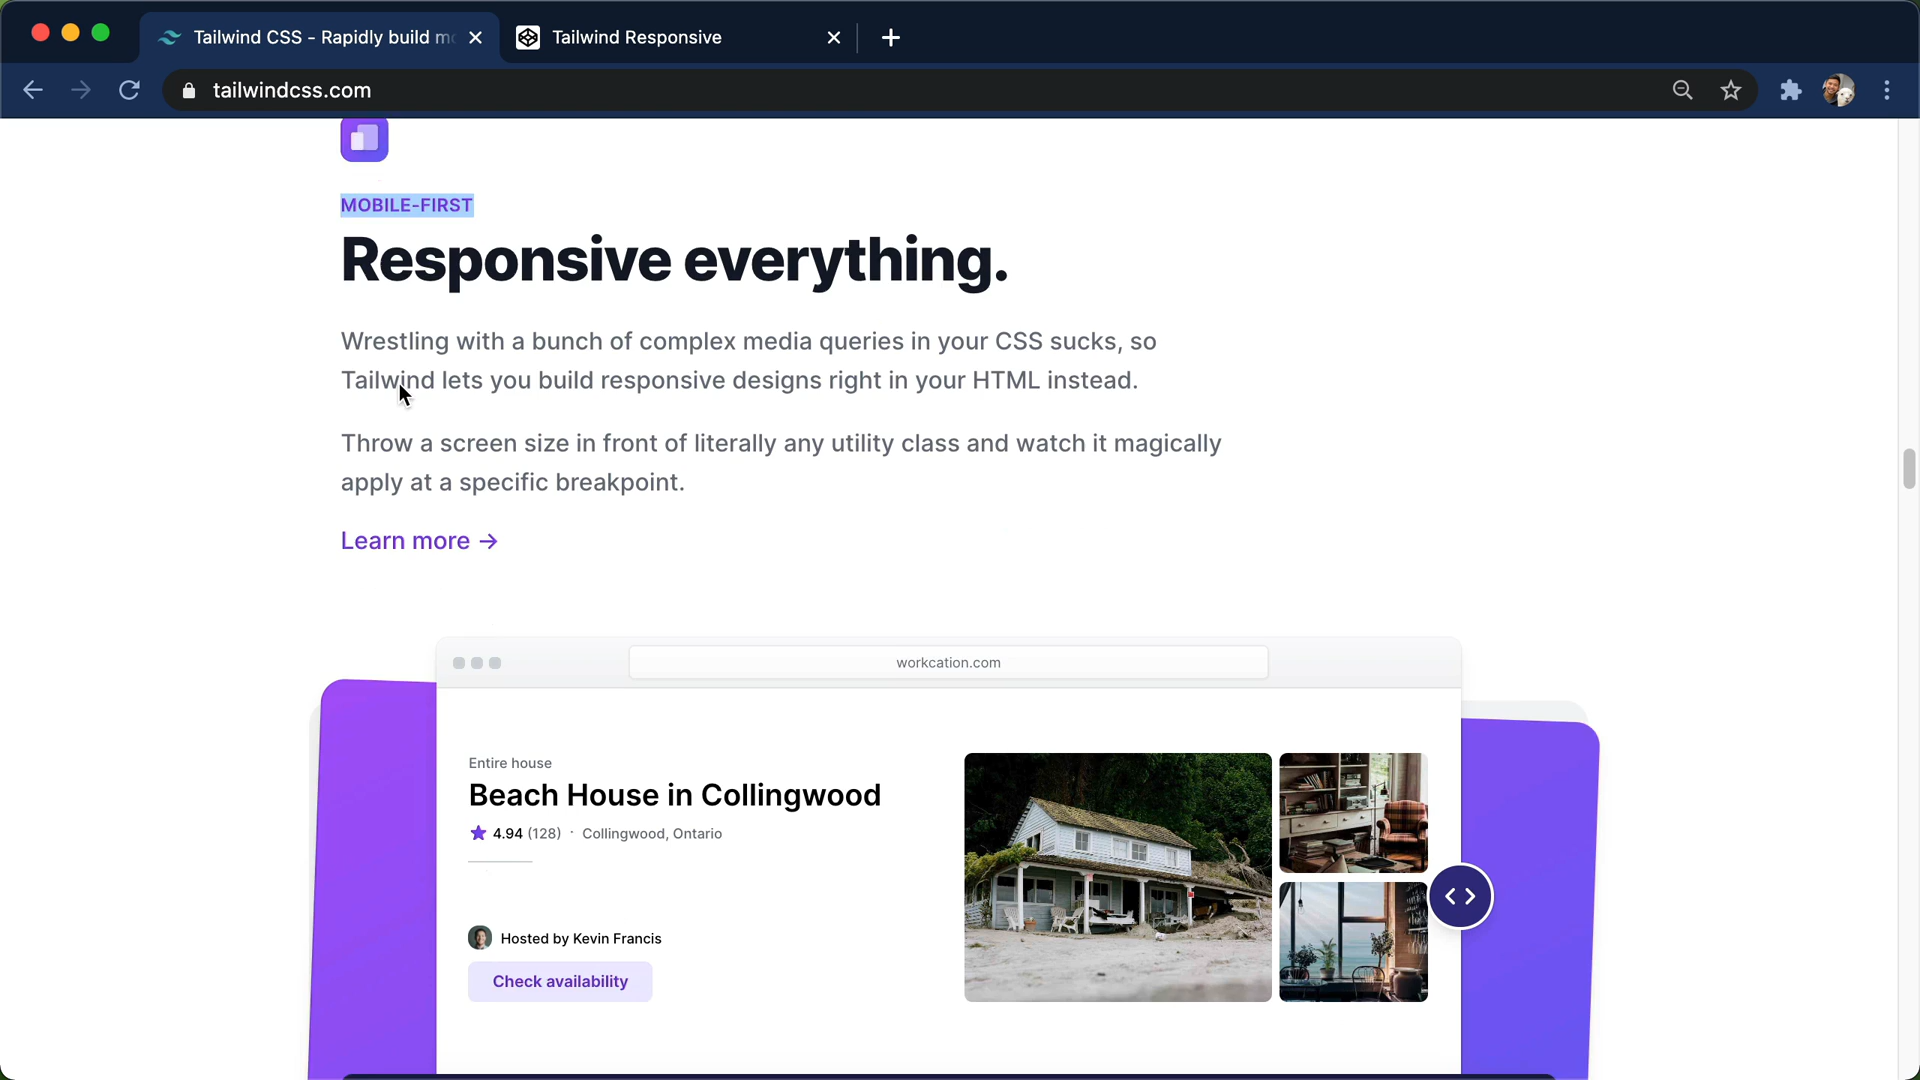 Tailwind CSS - Rapidly build m
Tailwind Responsive
tailwindcss.com
MOBILE-FIRST
Responsive everything.
Wrestling with a bunch of complex media queries in your CSS sucks, so
Tailwind lets you build responsive designs right in your HTML instead.
Throw a screen size in front of literally any utility class and watch it magically
apply at a specific breakpoint.
Learn more →
workcation.com
Entire house
Beach House in Collingwood
4.94 (128) · Collingwood, Ontario
Hosted by Kevin Francis
Check availability